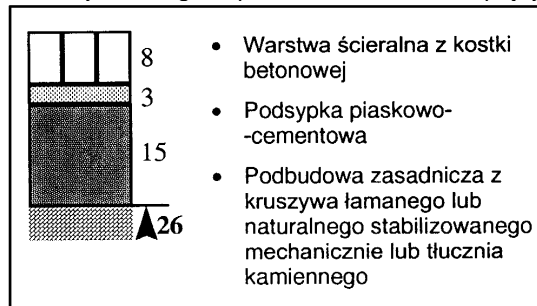 8
3
15
26
• Warstwa ścieralna z kostki
betonowej
• Podsypka piaskowo-
-cementowa
• Podbudowa zasadnicza z
kruszywa łamanego lub
naturalnego stabilizowanego
mechanicznie lub tłucznia
kamiennego